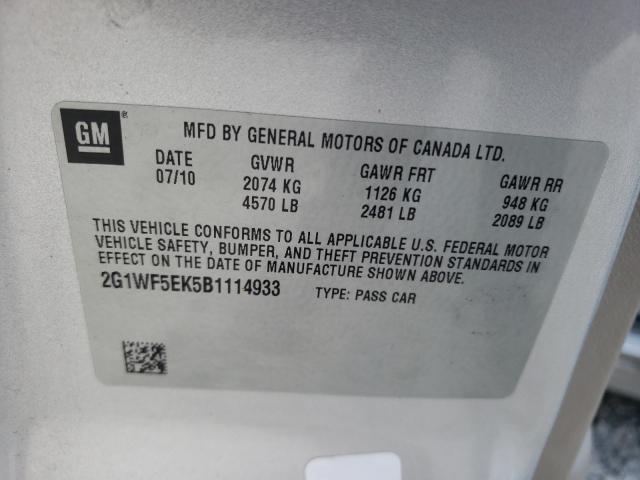 GM®
MFD BY GENERAL MOTORS OF CANADA LTD.
DATE GVWR GAWR FRT GAWR RR
07/10 2074 KG 1126 KG 948 KG
4570 LB 2481 LB 2089 LB
THIS VEHICLE CONFORMS TO ALL APPLICABLE U.S. FEDERAL MOTOR
VEHICLE SAFETY, BUMPER, AND THEFT PREVENTION STANDARDS IN
EFFECT ON THE DATE OF MANUFACTURE SHOWN ABOVE.
2G1WF5EK5B1114933 TYPE: PASS CAR